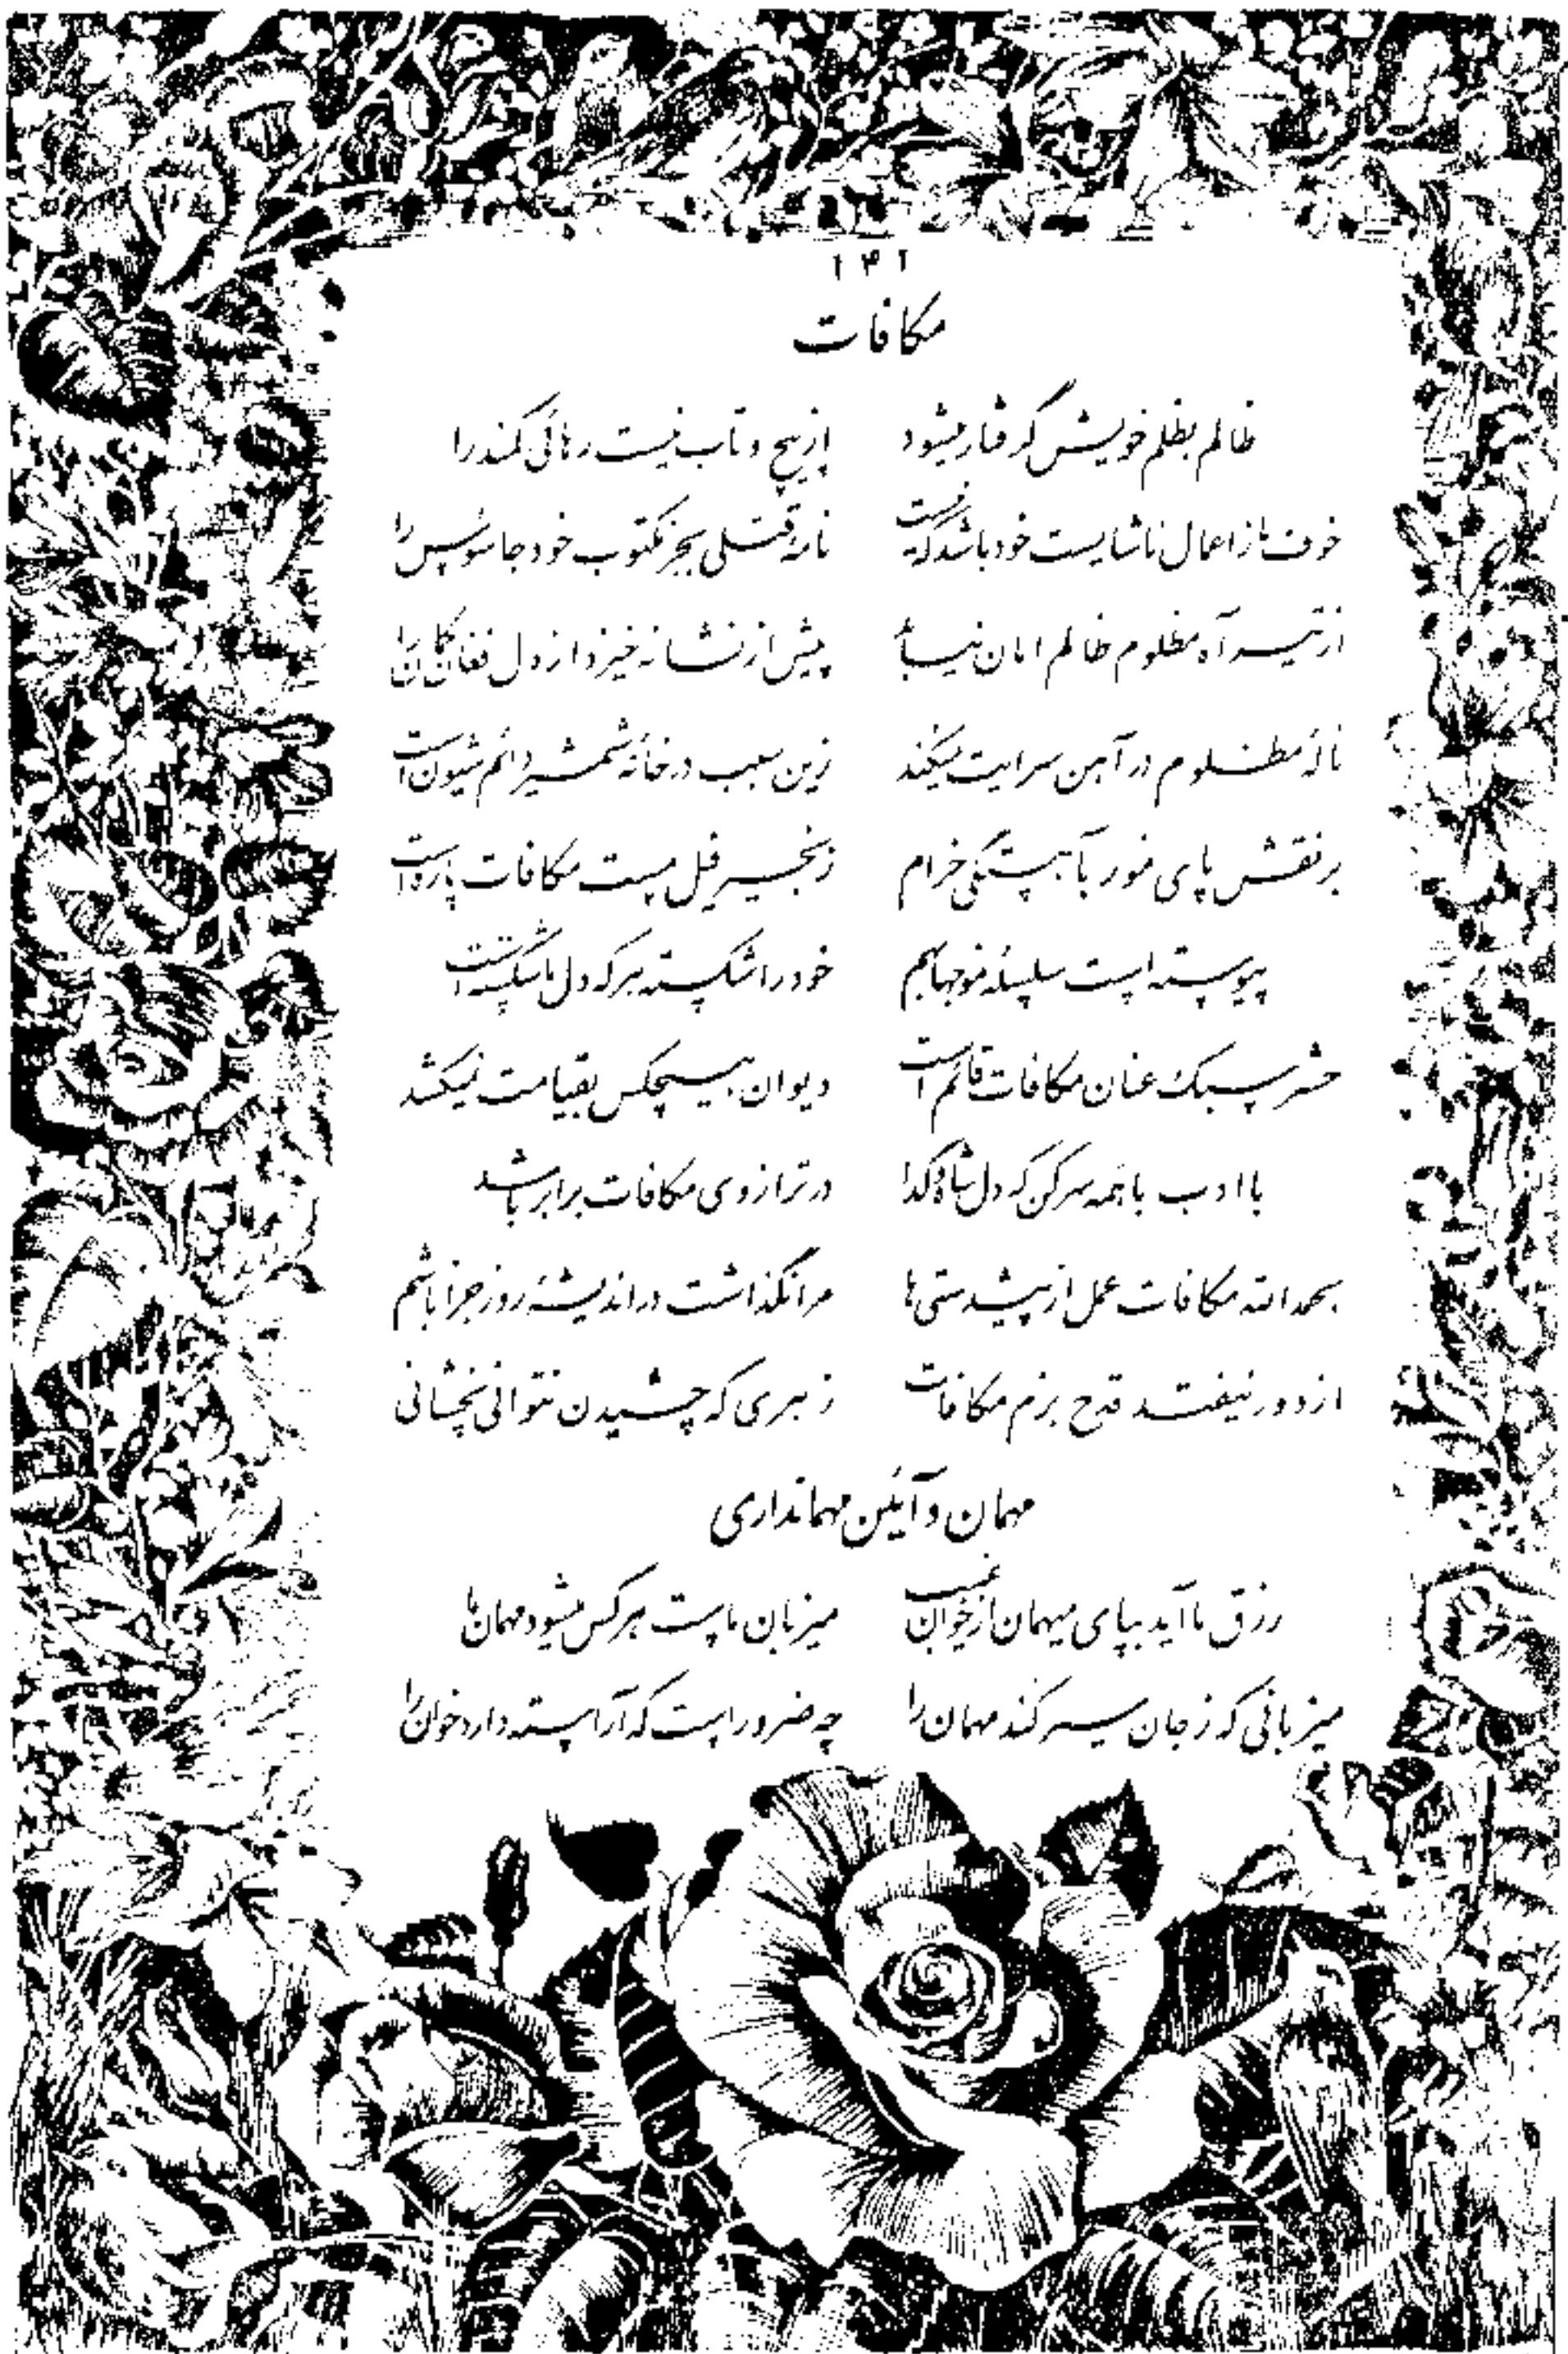 ۱۴۲
مکافات
ظالم بظلم خویش گرفتار میشود    از پیچ و تاب نیست رهائی کمند را
خوف ما از اعمال ناشایست خود باشد که نیست    نامهٔ قتلی بجز مکتوب خود جاسوس را
از تیر آه مظلوم ظالم امان نیابد    پیش از نشانه خیزد از دل فغان کمان را
نالهٔ مظلوم در آهن سرایت میکند    زین سبب در خانهٔ شمشیر دائم شیون است
بر نقش پای مور بآهستگی خرام    زنجیر فیل مست مکافات پاره است
پیوسته است سلسلهٔ موجها بهم    خود را شکسته هر که دل ما شکسته است
حشر سبک عنان مکافات قائم است    دیوان هیچکس بقیامت نمیکشد
با ادب با همه سر کن که دل شاه و گدا    در ترازوی مکافات برابر باشد
بحمدالله مکافات عمل از پیشدستی ها    مرا نگذاشت در اندیشهٔ روز جزا باشم
از دور نیفتد قدح بزم مکافات    زهری که چشیدن نتوانی نچشانی
مهمان و آئین مهمانداری
رزق ما آید بپای میهمان از خوان غیب    میزبان ماست هر کس میشود مهمان ما
میزبانی که ز جان سیر کند مهمان را    چه ضرور است که آراسته دارد خوان را